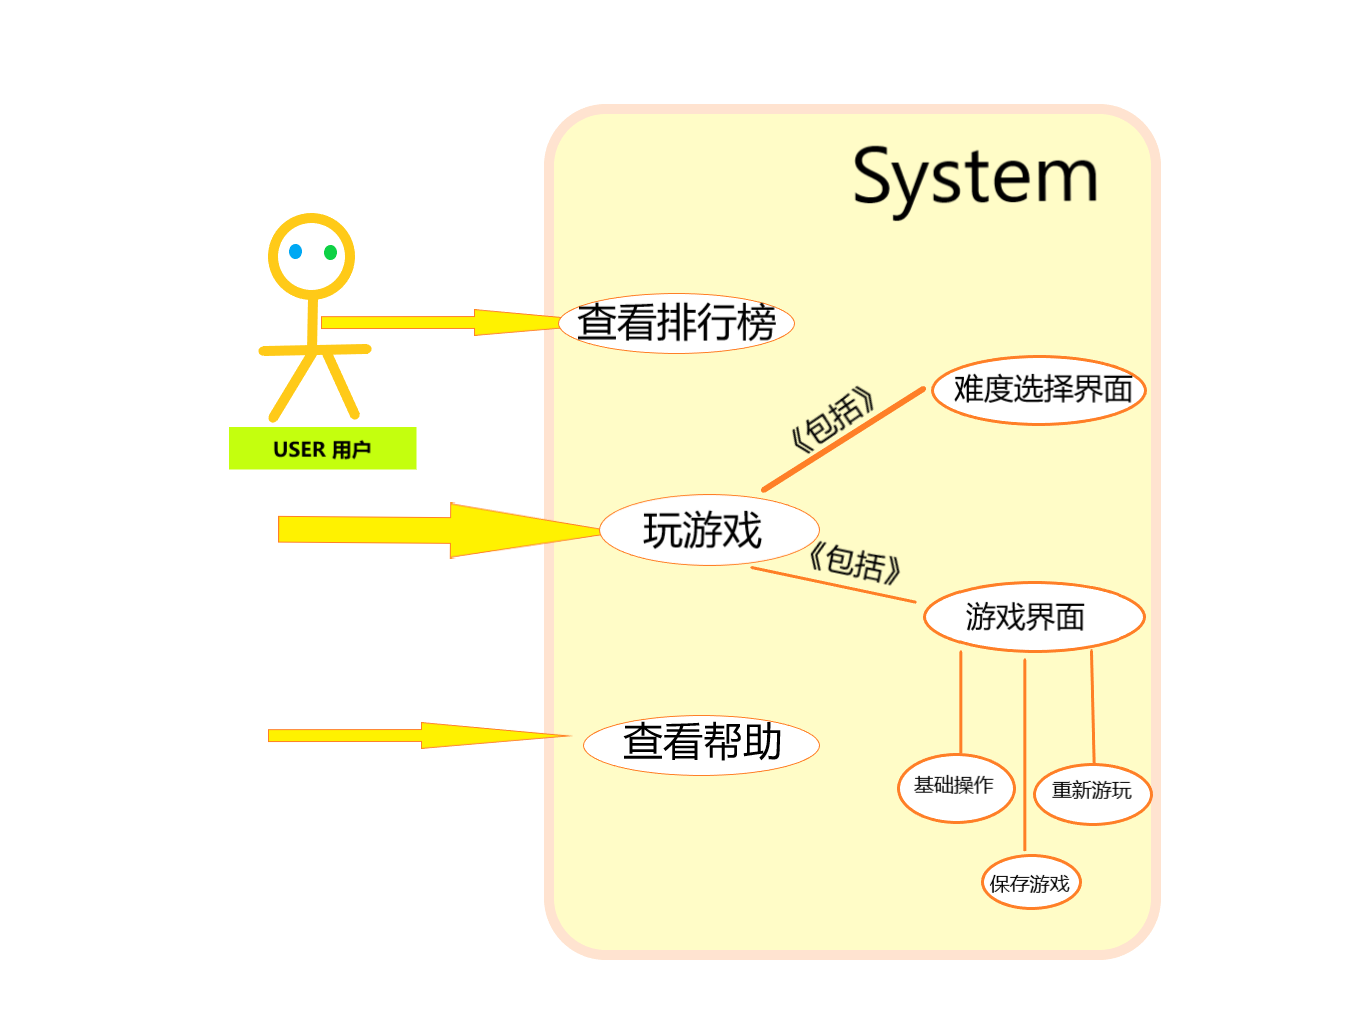 System
USER 用户
查看排行榜
难度选择界面
《包括》
玩游戏
《包括》
游戏界面
查看帮助
基础操作
重新游玩
保存游戏